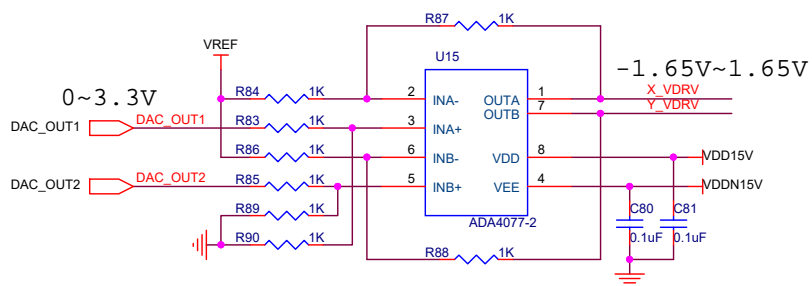 R87 1K
VREF
U15
-1.65V~1.65V
0~3.3V
R84 1K 2 INA- OUTA 1 X_VDRV
OUTB 7 Y_VDRV
DAC_OUT1 DAC_OUT1 R83 1K 3 INA+
R86 1K 6 INB- VDD 8 VDD15V
DAC_OUT2 DAC_OUT2 R85 1K 5 INB+ VEE 4 VDDN15V
R89 1K ADA4077-2 C80 C81
R90 1K R88 1K 0.1uF 0.1uF